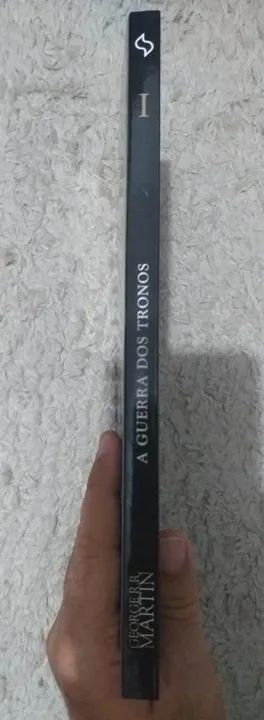 I
A GUERRA DOS TRONOS
GEORGE R. R.
MARTIN